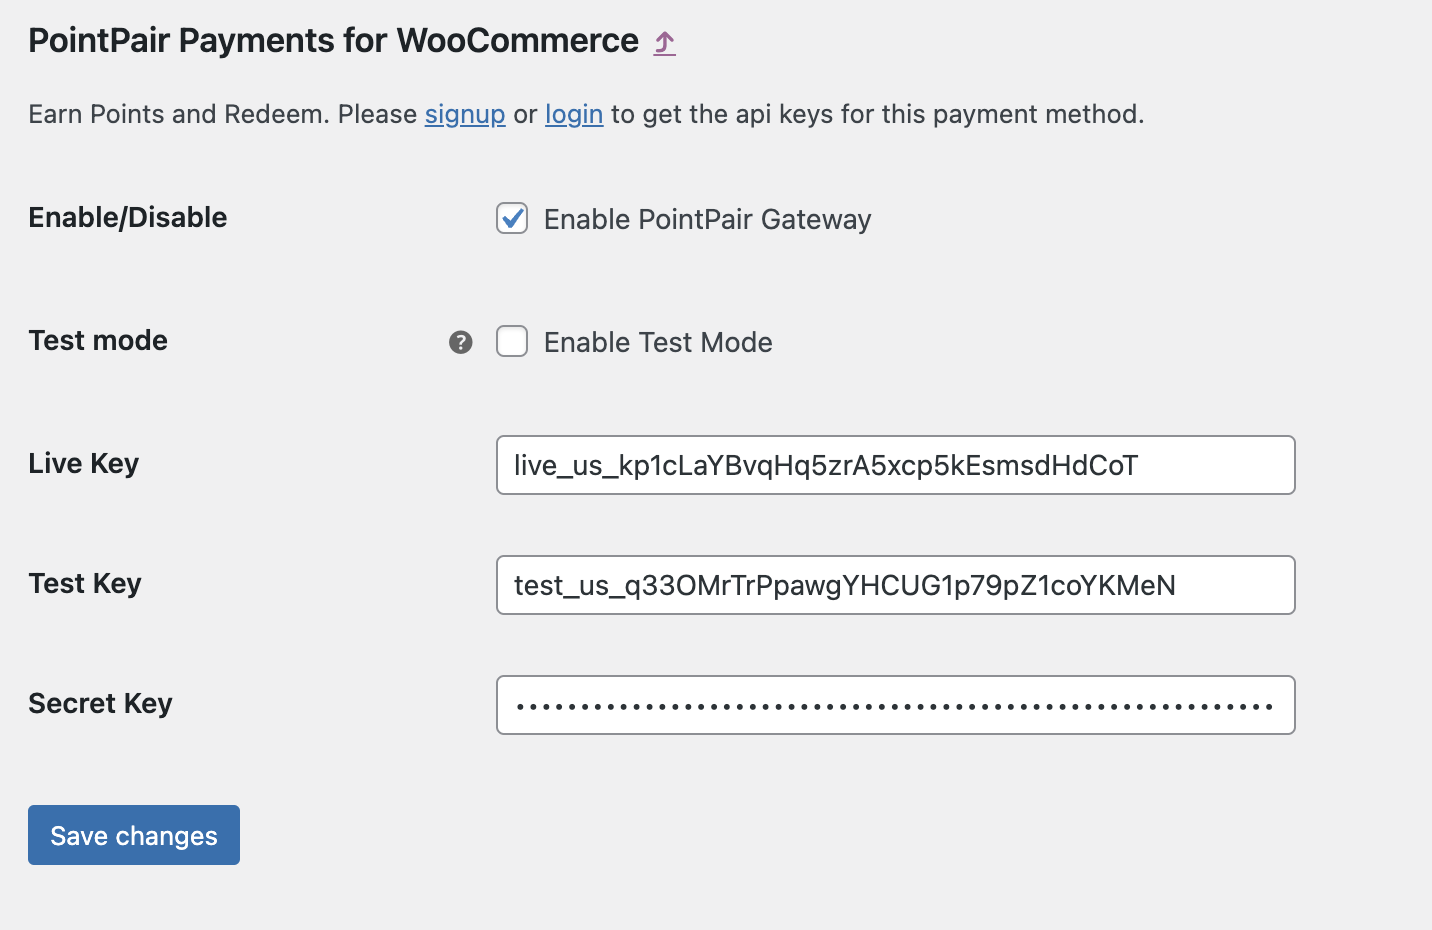 PointPair Payments for WooCommerce ⤴
Earn Points and Redeem. Please signup or login to get the api keys for this payment method.
Enable/Disable
Enable PointPair Gateway
Test mode
? Enable Test Mode
Live Key
live_us_kp1cLaYBvqHq5zrA5xcp5kEsmsdHdCoT
Test Key
test_us_q33OMrTrPpawgYHCUG1p79pZ1coYKMeN
Secret Key
Save changes